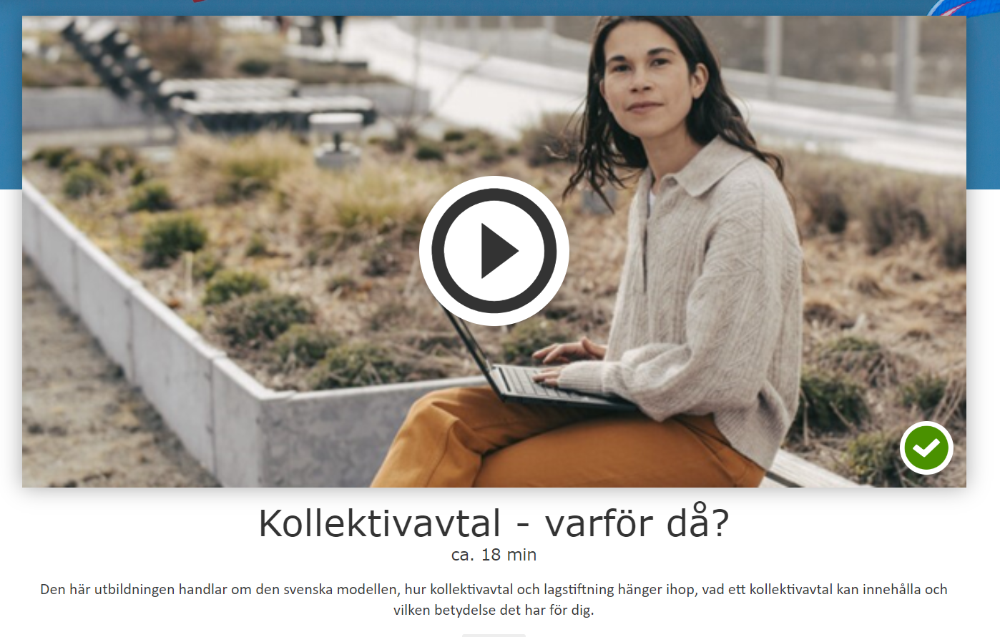 Kollektivavtal - varför då?
ca. 18 min
Den här utbildningen handlar om den svenska modellen, hur kollektivavtal och lagstiftning hänger ihop, vad ett kollektivavtal kan innehålla och
vilken betydelse det har för dig.